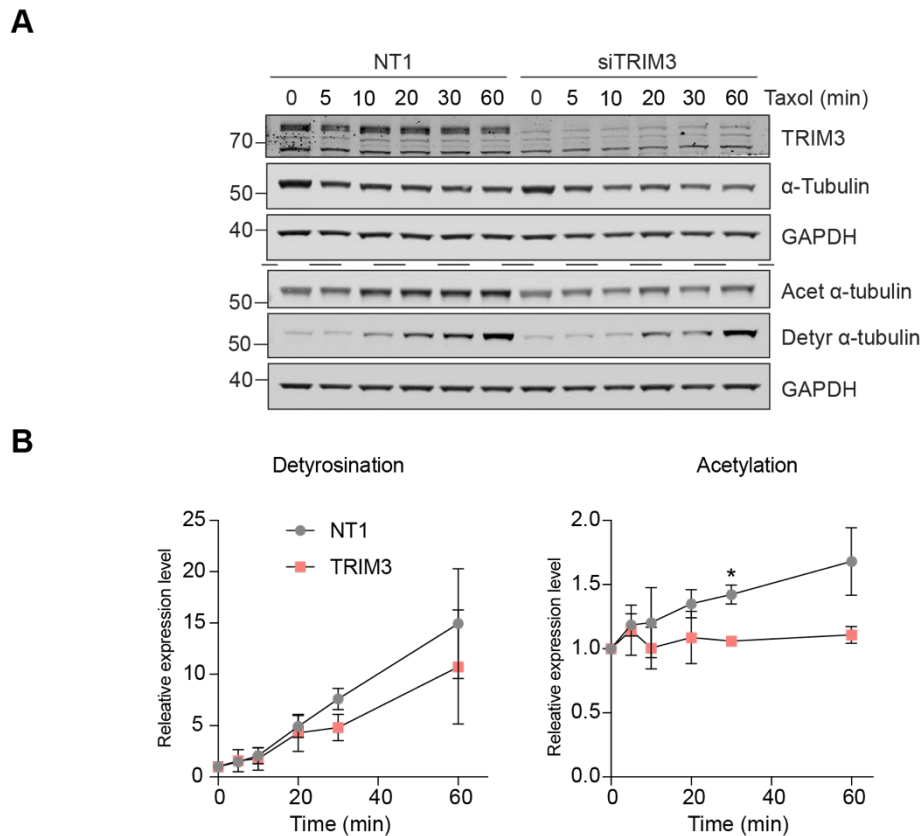 A
NT1 siTRIM3
0 5 10 20 30 60 0 5 10 20 30 60 Taxol (min)
70 TRIM3
50 α-Tubulin
40 GAPDH
50 Acet α-tubulin
50 Detyr α-tubulin
40 GAPDH
B
Detyrosination
Releative expression level
25
20
15
10
5
0
NT1
TRIM3
0 20 40 60
Time (min)
Acetylation
Releative expression level
2.0
1.5
1.0
0.5
0.0
*
0 20 40 60
Time (min)